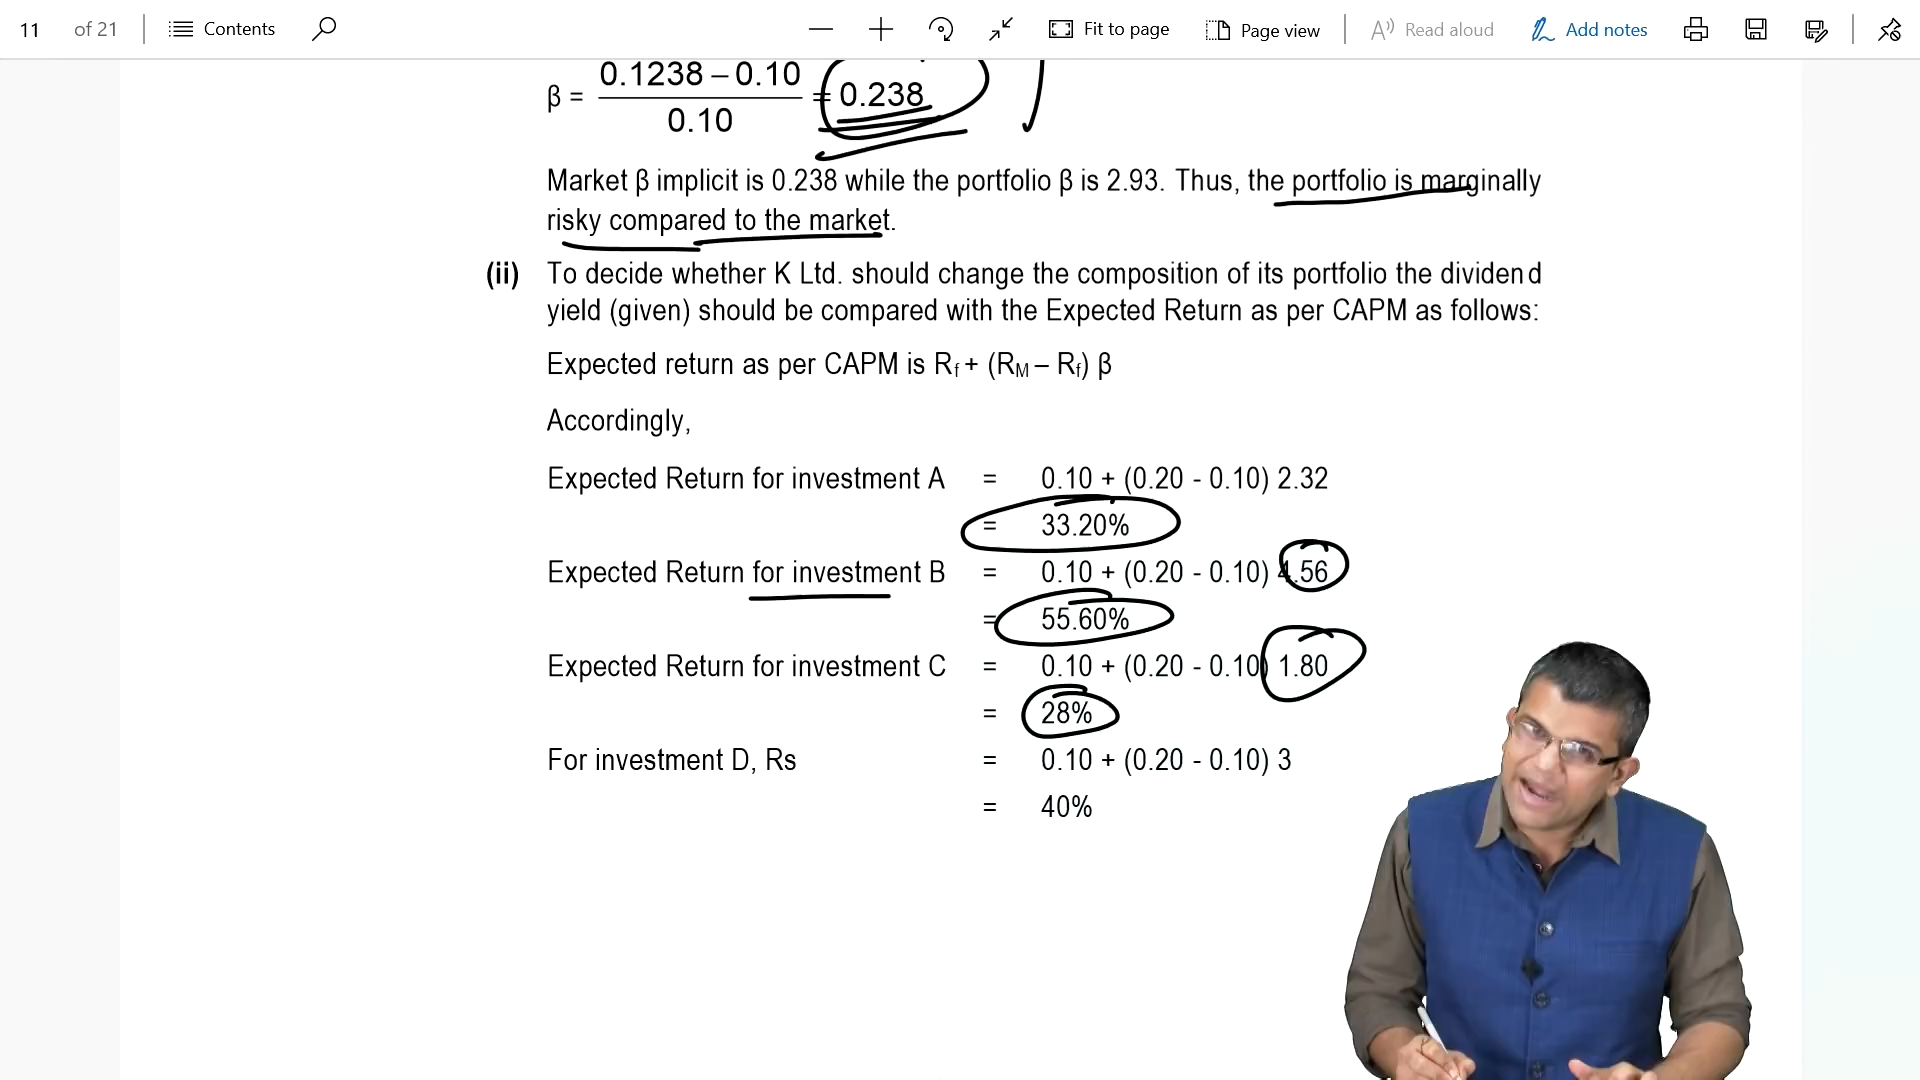 11 of 21 Contents Fit to page Page view Read aloud Add notes
β = 0.1238 – 0.10 / 0.10 = 0.238
Market β implicit is 0.238 while the portfolio β is 2.93. Thus, the portfolio is marginally
risky compared to the market.
(ii) To decide whether K Ltd. should change the composition of its portfolio the dividend
yield (given) should be compared with the Expected Return as per CAPM as follows:
Expected return as per CAPM is Rf + (RM – Rf) β
Accordingly,
Expected Return for investment A = 0.10 + (0.20 - 0.10) 2.32
= 33.20%
Expected Return for investment B = 0.10 + (0.20 - 0.10) 4.56
= 55.60%
Expected Return for investment C = 0.10 + (0.20 - 0.10) 1.80
= 28%
For investment D, Rs = 0.10 + (0.20 - 0.10) 3
= 40%